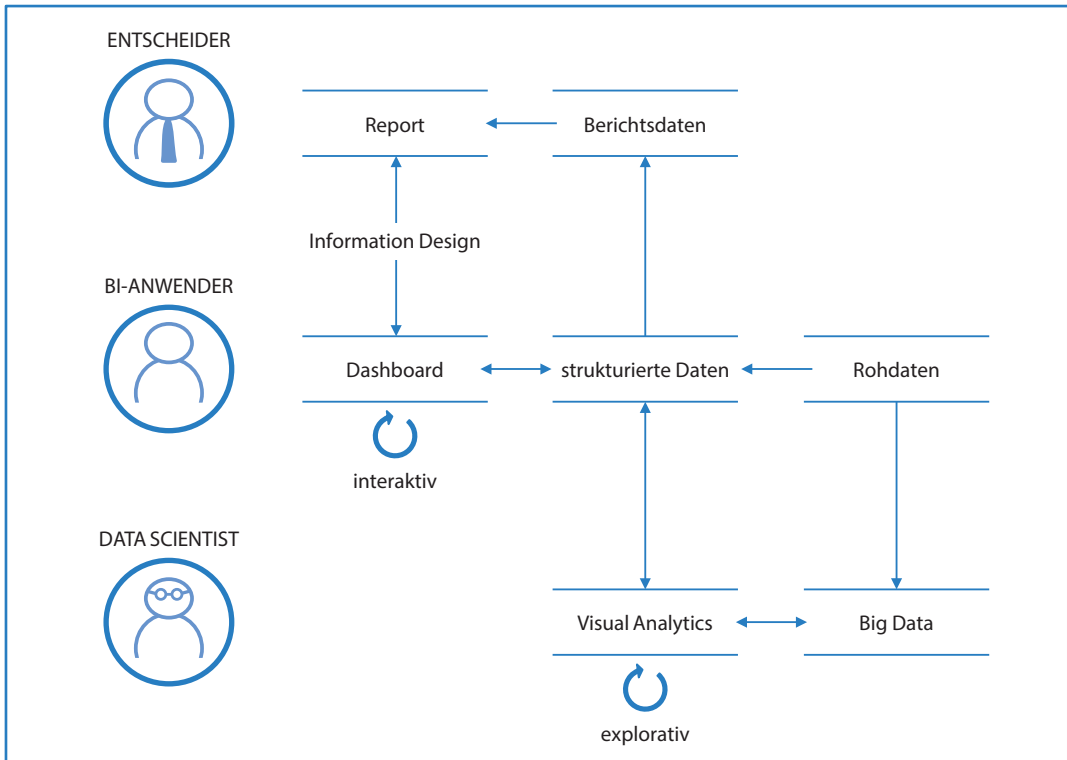 ENTSCHEIDER
Report
Berichtsdaten
Information Design
BI-ANWENDER
Dashboard
strukturierte Daten
Rohdaten
interaktiv
DATA SCIENTIST
Visual Analytics
Big Data
explorativ